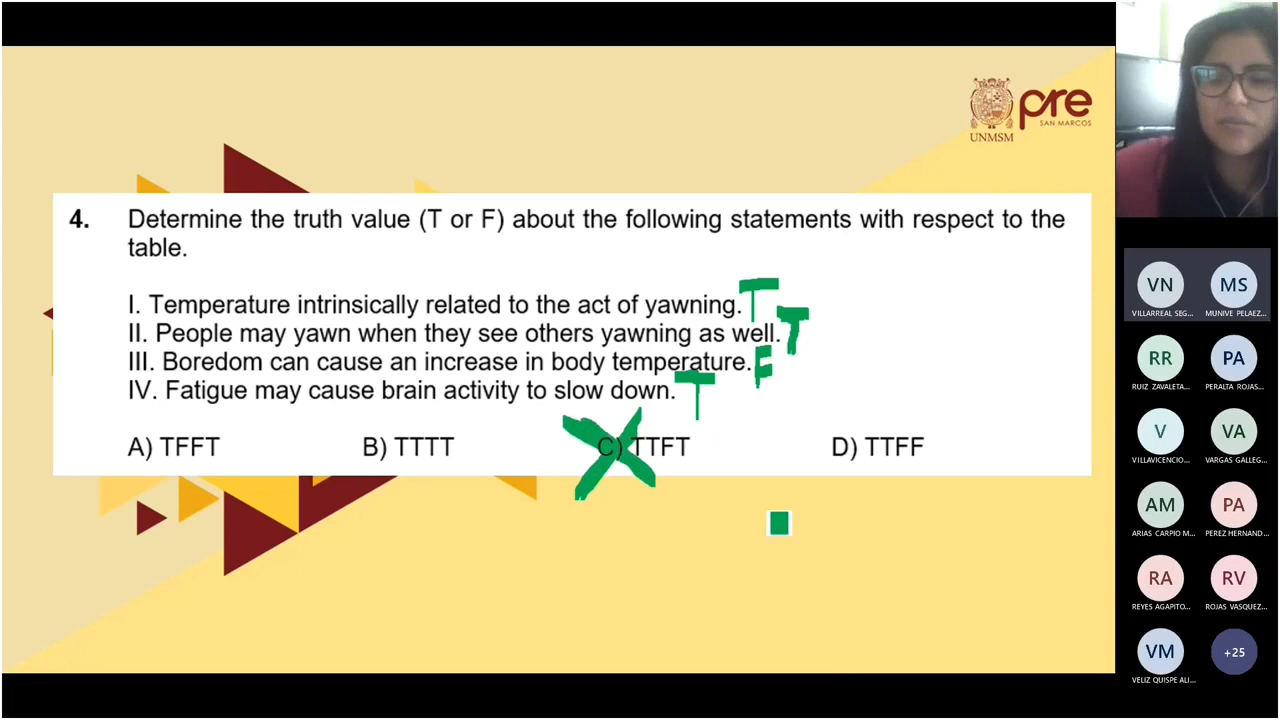 pre
SAN MARCOS
UNMSM
4. Determine the truth value (T or F) about the following statements with respect to the
table.
I. Temperature intrinsically related to the act of yawning. T
II. People may yawn when they see others yawning as well. T
III. Boredom can cause an increase in body temperature. F
IV. Fatigue may cause brain activity to slow down. T
A) TFFT B) TTTT C) TTFT D) TTFF
VN MS
VILLARREAL SEG... MUNIVE PELAEZ...
RR PA
RUIZ ZAVALETA... PERALTA ROJAS...
V VA
VILLAVICENCIO... VARGAS GALLEG...
AM PA
ARIAS CARPIO M... PEREZ HERNAND...
RA RV
REYES AGAPITO... ROJAS VASQUEZ...
VM +25
VELIZ QUISPE ALI...